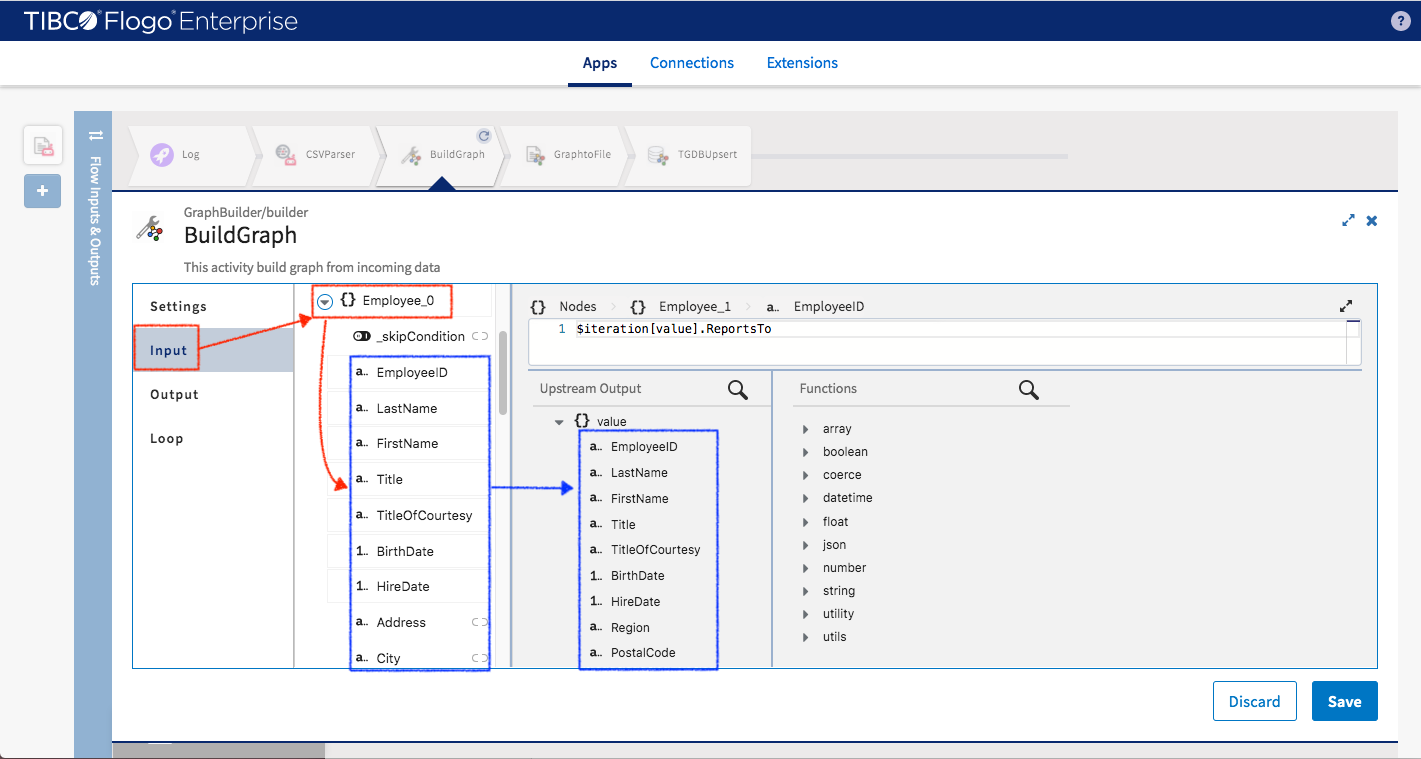 TIBCO® Flogo® Enterprise
?
Apps Connections Extensions
Flow Inputs & Outputs
Log
CSVParser
BuildGraph
GraphtoFile
TGDBUpsert
+
GraphBuilder/builder
BuildGraph
This activity build graph from incoming data
Settings
Input
Output
Loop
{} Employee_0
_skipCondition
a.. EmployeeID
a.. LastName
a.. FirstName
a.. Title
a.. TitleOfCourtesy
1.. BirthDate
1.. HireDate
a.. Address
a.. City
{} Nodes {} Employee_1 a.. EmployeeID
1 $iteration[value].ReportsTo
Upstream Output
{} value
a.. EmployeeID
a.. LastName
a.. FirstName
a.. Title
a.. TitleOfCourtesy
1.. BirthDate
1.. HireDate
a.. Region
a.. PostalCode
Functions
array
boolean
coerce
datetime
float
json
number
string
utility
utils
Discard
Save